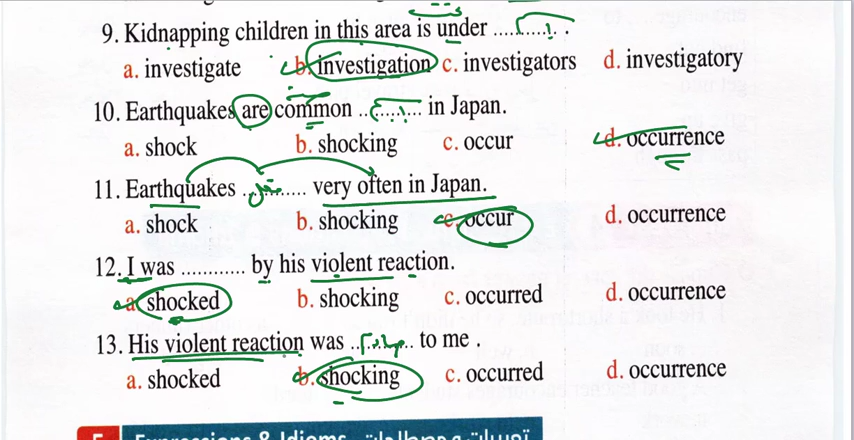 9. Kidnapping children in this area is under ............
a. investigate b. investigation c. investigators d. investigatory
10. Earthquakes are common ............ in Japan.
a. shock b. shocking c. occur d. occurrence
11. Earthquakes ............ very often in Japan.
a. shock b. shocking c. occur d. occurrence
12. I was ............ by his violent reaction.
a. shocked b. shocking c. occurred d. occurrence
13. His violent reaction was ............ to me .
a. shocked b. shocking c. occurred d. occurrence
Expressions & Idioms